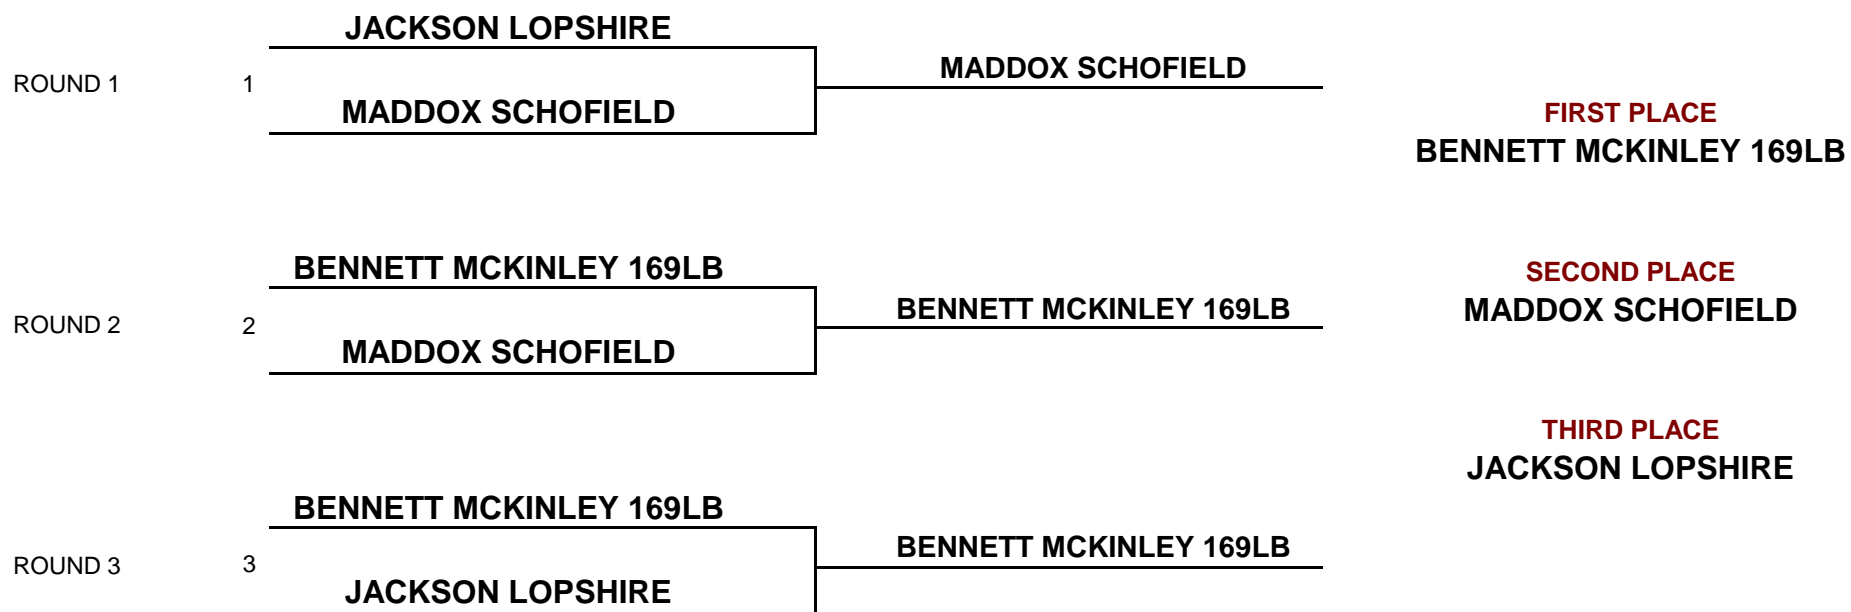 JACKSON LOPSHIRE
ROUND 1
1
MADDOX SCHOFIELD
MADDOX SCHOFIELD
FIRST PLACE
BENNETT MCKINLEY 169LB
BENNETT MCKINLEY 169LB
ROUND 2
2
MADDOX SCHOFIELD
BENNETT MCKINLEY 169LB
SECOND PLACE
MADDOX SCHOFIELD
THIRD PLACE
JACKSON LOPSHIRE
BENNETT MCKINLEY 169LB
ROUND 3
3
JACKSON LOPSHIRE
BENNETT MCKINLEY 169LB